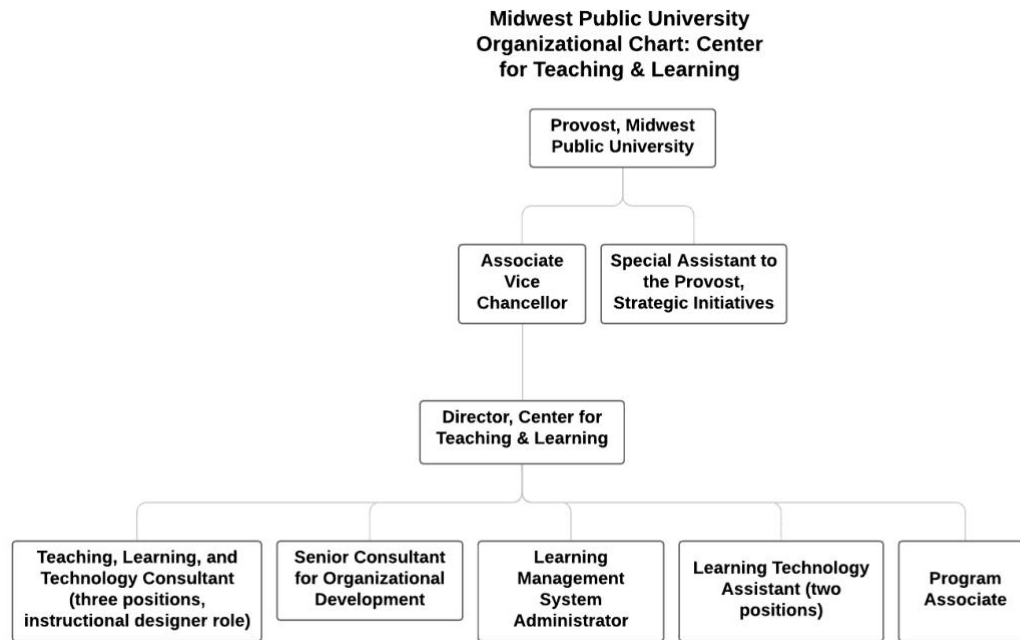 Midwest Public University
Organizational Chart: Center
for Teaching & Learning
Provost, Midwest
Public University
Associate
Vice
Chancellor
Special Assistant to
the Provost,
Strategic Initiatives
Director, Center for
Teaching & Learning
Teaching, Learning, and
Technology Consultant
(three positions,
instructional designer role)
Senior Consultant
for Organizational
Development
Learning
Management
System
Administrator
Learning Technology
Assistant (two
positions)
Program
Associate